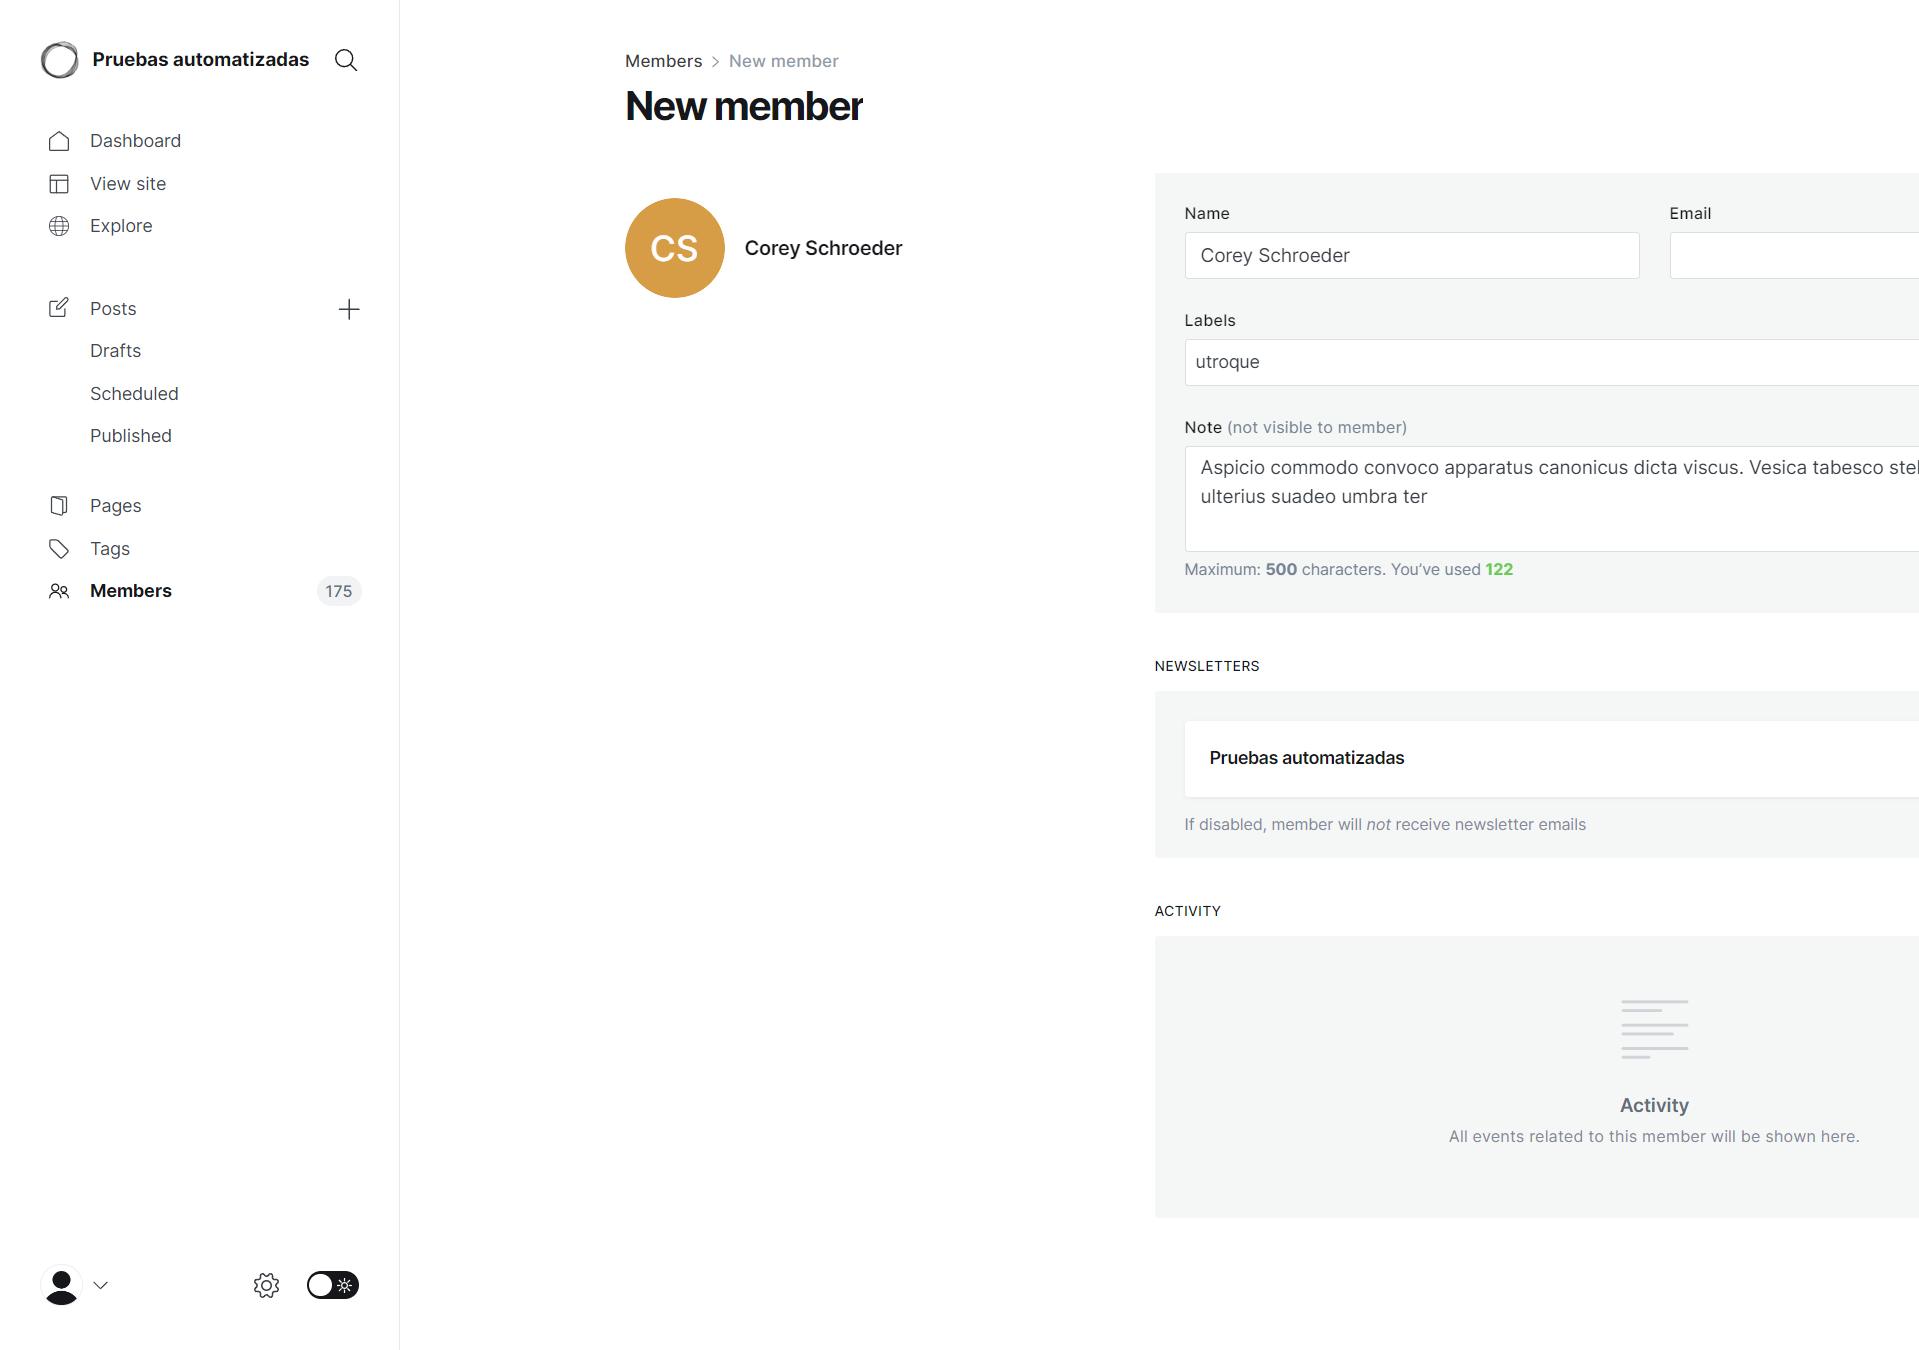 Pruebas automatizadas
Dashboard
View site
Explore
Posts
Drafts
Scheduled
Published
Pages
Tags
Members 175
Members > New member
New member
CS Corey Schroeder
Name
Corey Schroeder
Email
Labels
utroque
Note (not visible to member)
Aspicio commodo convoco apparatus canonicus dicta viscus. Vesica tabesco
ulterius suadeo umbra ter
Maximum: 500 characters. You’ve used 122
NEWSLETTERS
Pruebas automatizadas
If disabled, member will not receive newsletter emails
ACTIVITY
Activity
All events related to this member will be shown here.